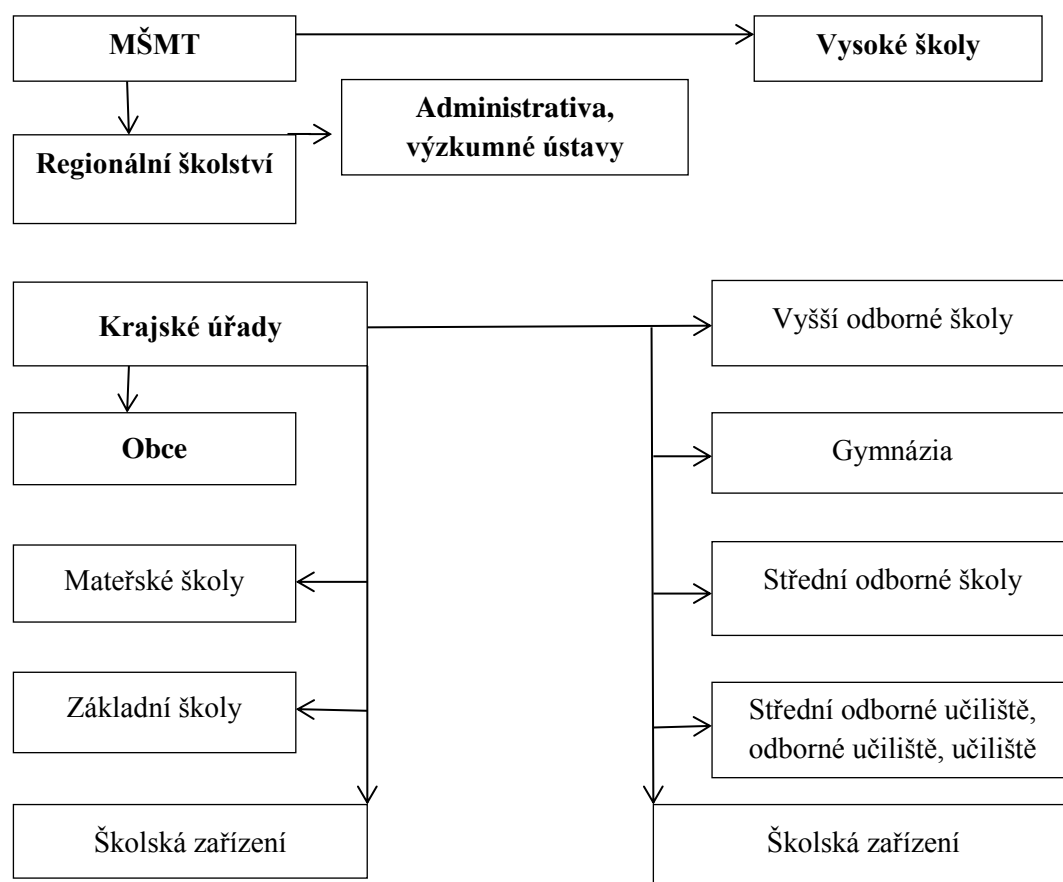 MŠMT
Vysoké školy
Administrativa,
výzkumné ústavy
Regionální školství
Krajské úřady
Vyšší odborné školy
Obce
Gymnázia
Mateřské školy
Střední odborné školy
Základní školy
Střední odborné učiliště,
odborné učiliště, učiliště
Školská zařízení
Školská zařízení